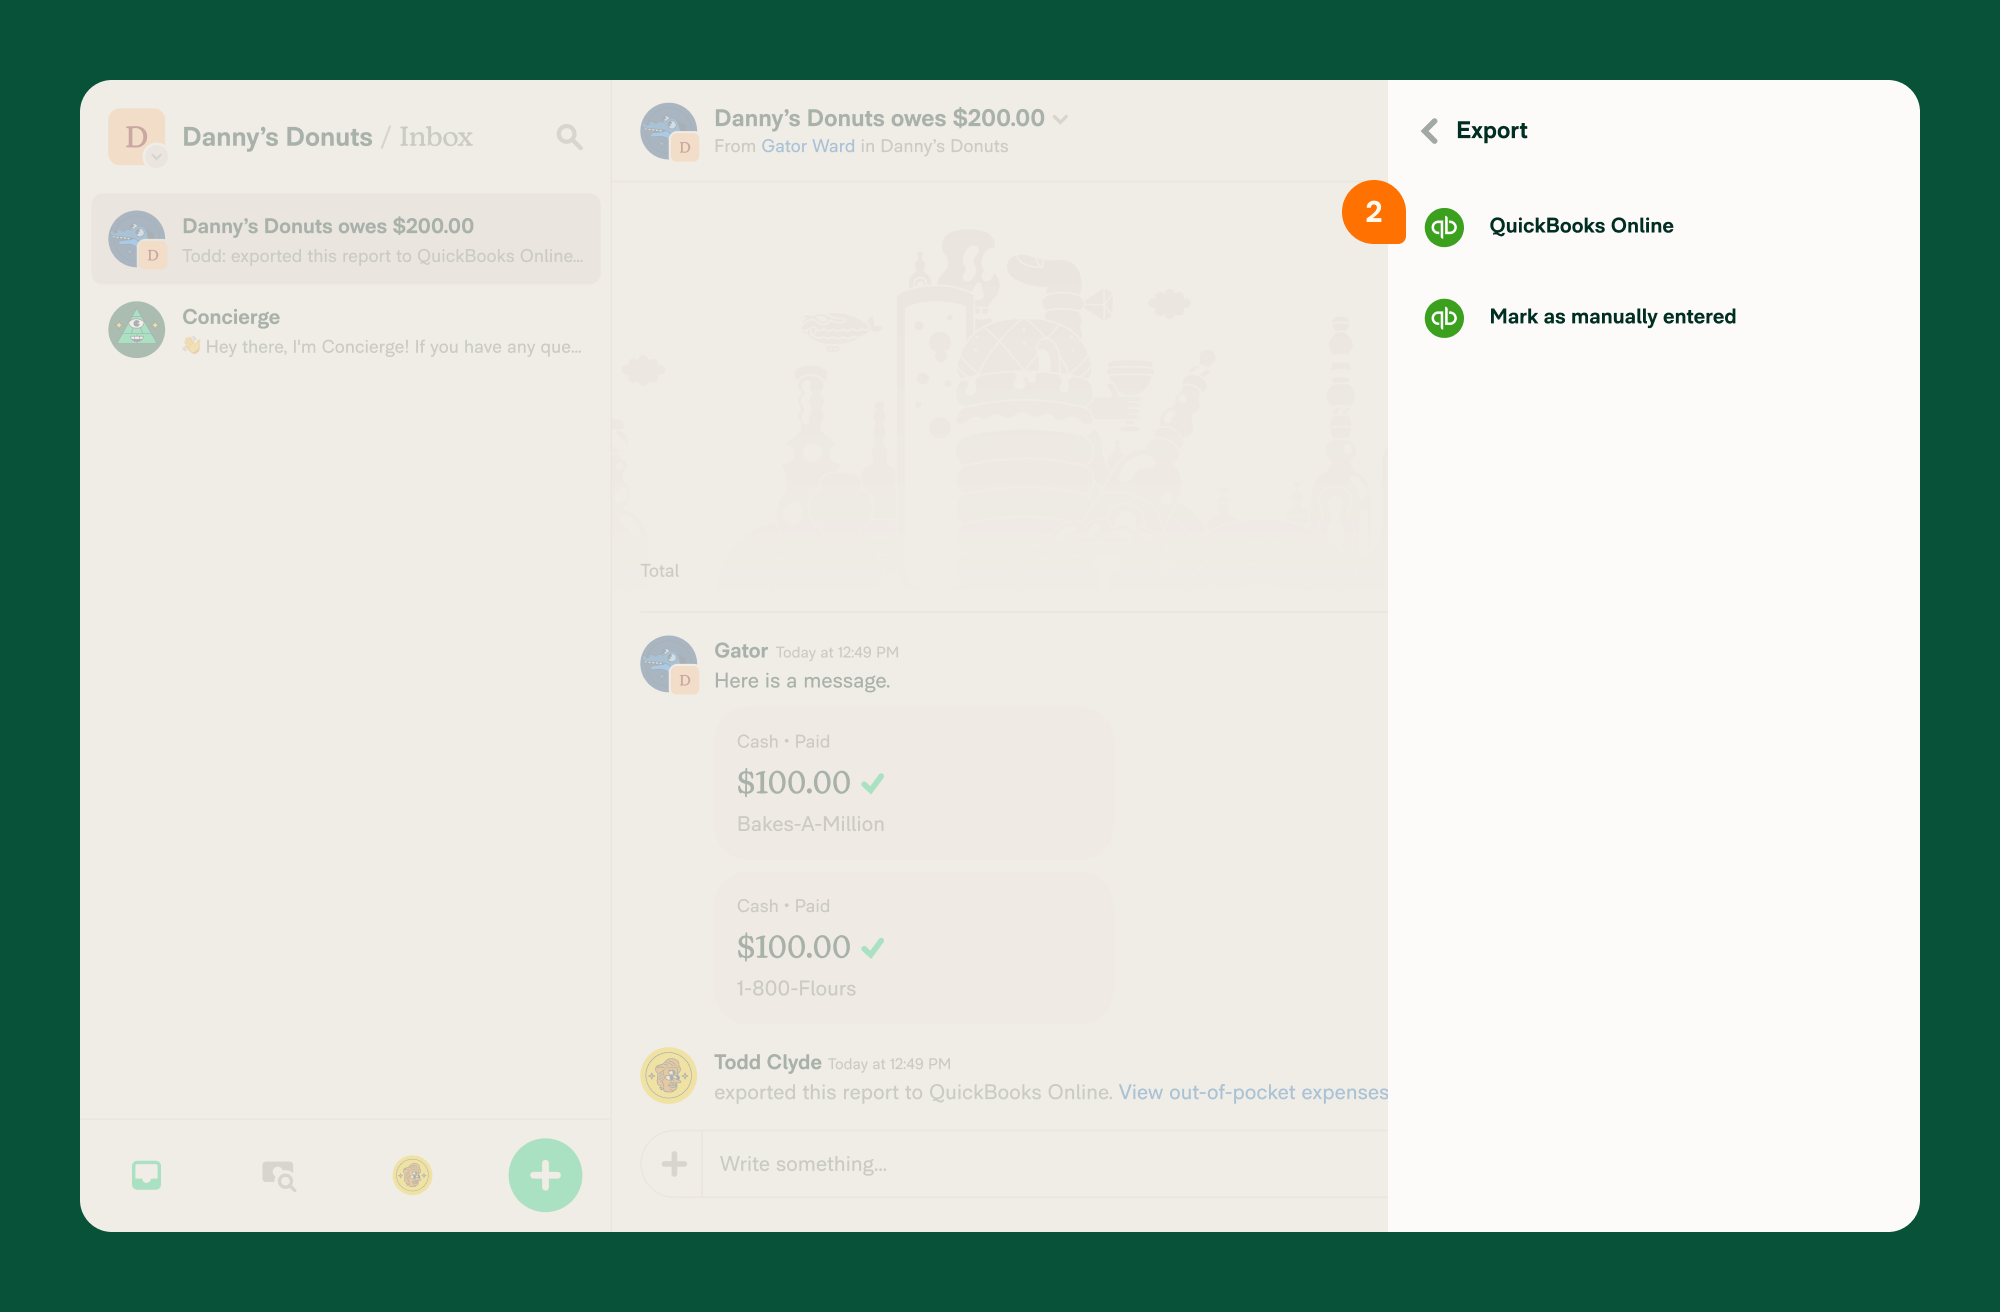 D
Danny’s Donuts / Inbox
D
Danny’s Donuts owes $200.00
Todd: exported this report to QuickBooks Online...
Concierge
👋 Hey there, I'm Concierge! If you have any que...
D
Danny’s Donuts owes $200.00
From Gator Ward in Danny’s Donuts
Total
D
Gator Today at 12:49 PM
Here is a message.
Cash • Paid
$100.00
Bakes-A-Million
Cash • Paid
$100.00
1-800-Flours
Todd Clyde Today at 12:49 PM
exported this report to QuickBooks Online. View out-of-pocket expenses
Write something...
Export
2
qb QuickBooks Online
qb Mark as manually entered